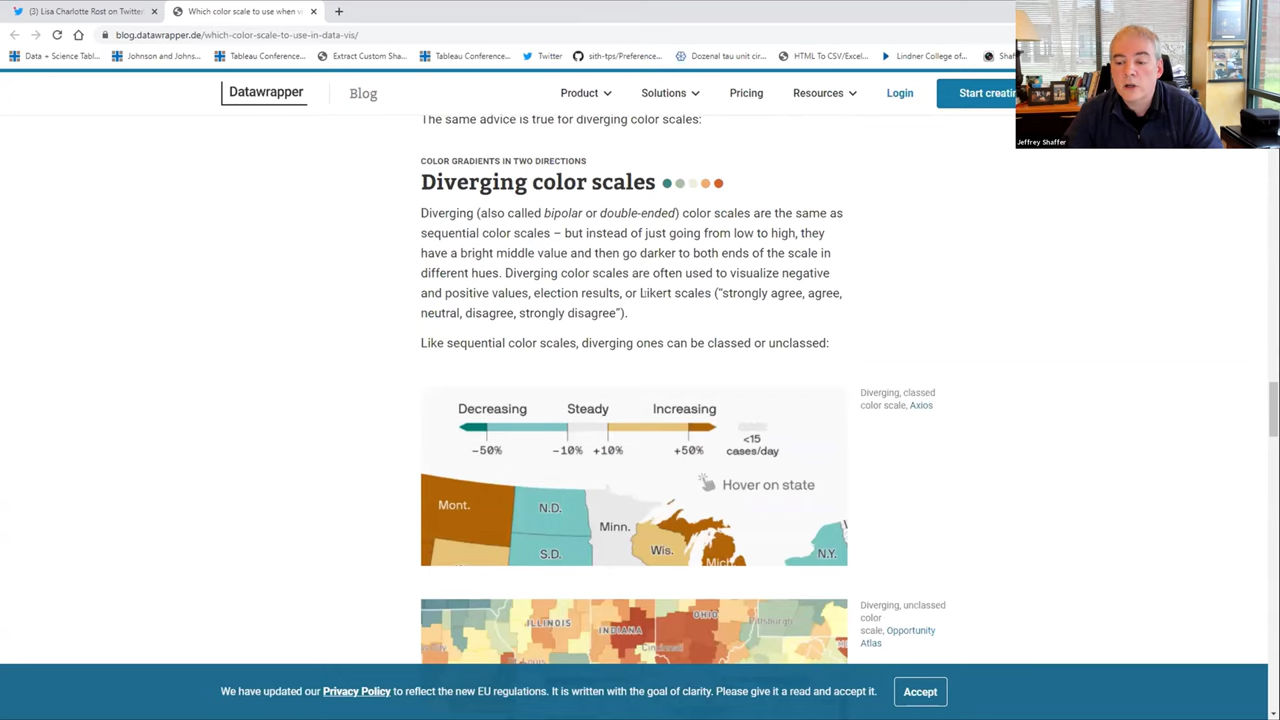 (3) Lisa Charlotte Rost on Twitter
Which color scale to use when v
blog.datawrapper.de/which-color-scale-to-use-in-data-vis/
Data + Science Tabl...
Johnson and Johns...
Tableau Conference...
Extract Custom Sha...
Tableau Conference...
Twitter
sith-tps/Preference...
Dozenal tau unit cir...
HTML To CSV/Excel...
Lindner College of...
Shaf
Datawrapper
Blog
Product
Solutions
Pricing
Resources
Login
Start creatin
Jeffrey Shaffer
The same advice is true for diverging color scales:
COLOR GRADIENTS IN TWO DIRECTIONS
Diverging color scales
Diverging (also called bipolar or double-ended) color scales are the same as
sequential color scales – but instead of just going from low to high, they
have a bright middle value and then go darker to both ends of the scale in
different hues. Diverging color scales are often used to visualize negative
and positive values, election results, or Likert scales (“strongly agree, agree,
neutral, disagree, strongly disagree”).
Like sequential color scales, diverging ones can be classed or unclassed:
Decreasing Steady Increasing
-50% -10% +10% +50%
<15
cases/day
Hover on state
Mont.
N.D.
Minn.
S.D.
Wis.
Mich.
N.Y.
Diverging, classed
color scale, Axios
ILLINOIS
INDIANA
OHIO
Pittsburgh
Cincinnati
Diverging, unclassed
color
scale, Opportunity
Atlas
We have updated our Privacy Policy to reflect the new EU regulations. It is written with the goal of clarity. Please give it a read and accept it.
Accept